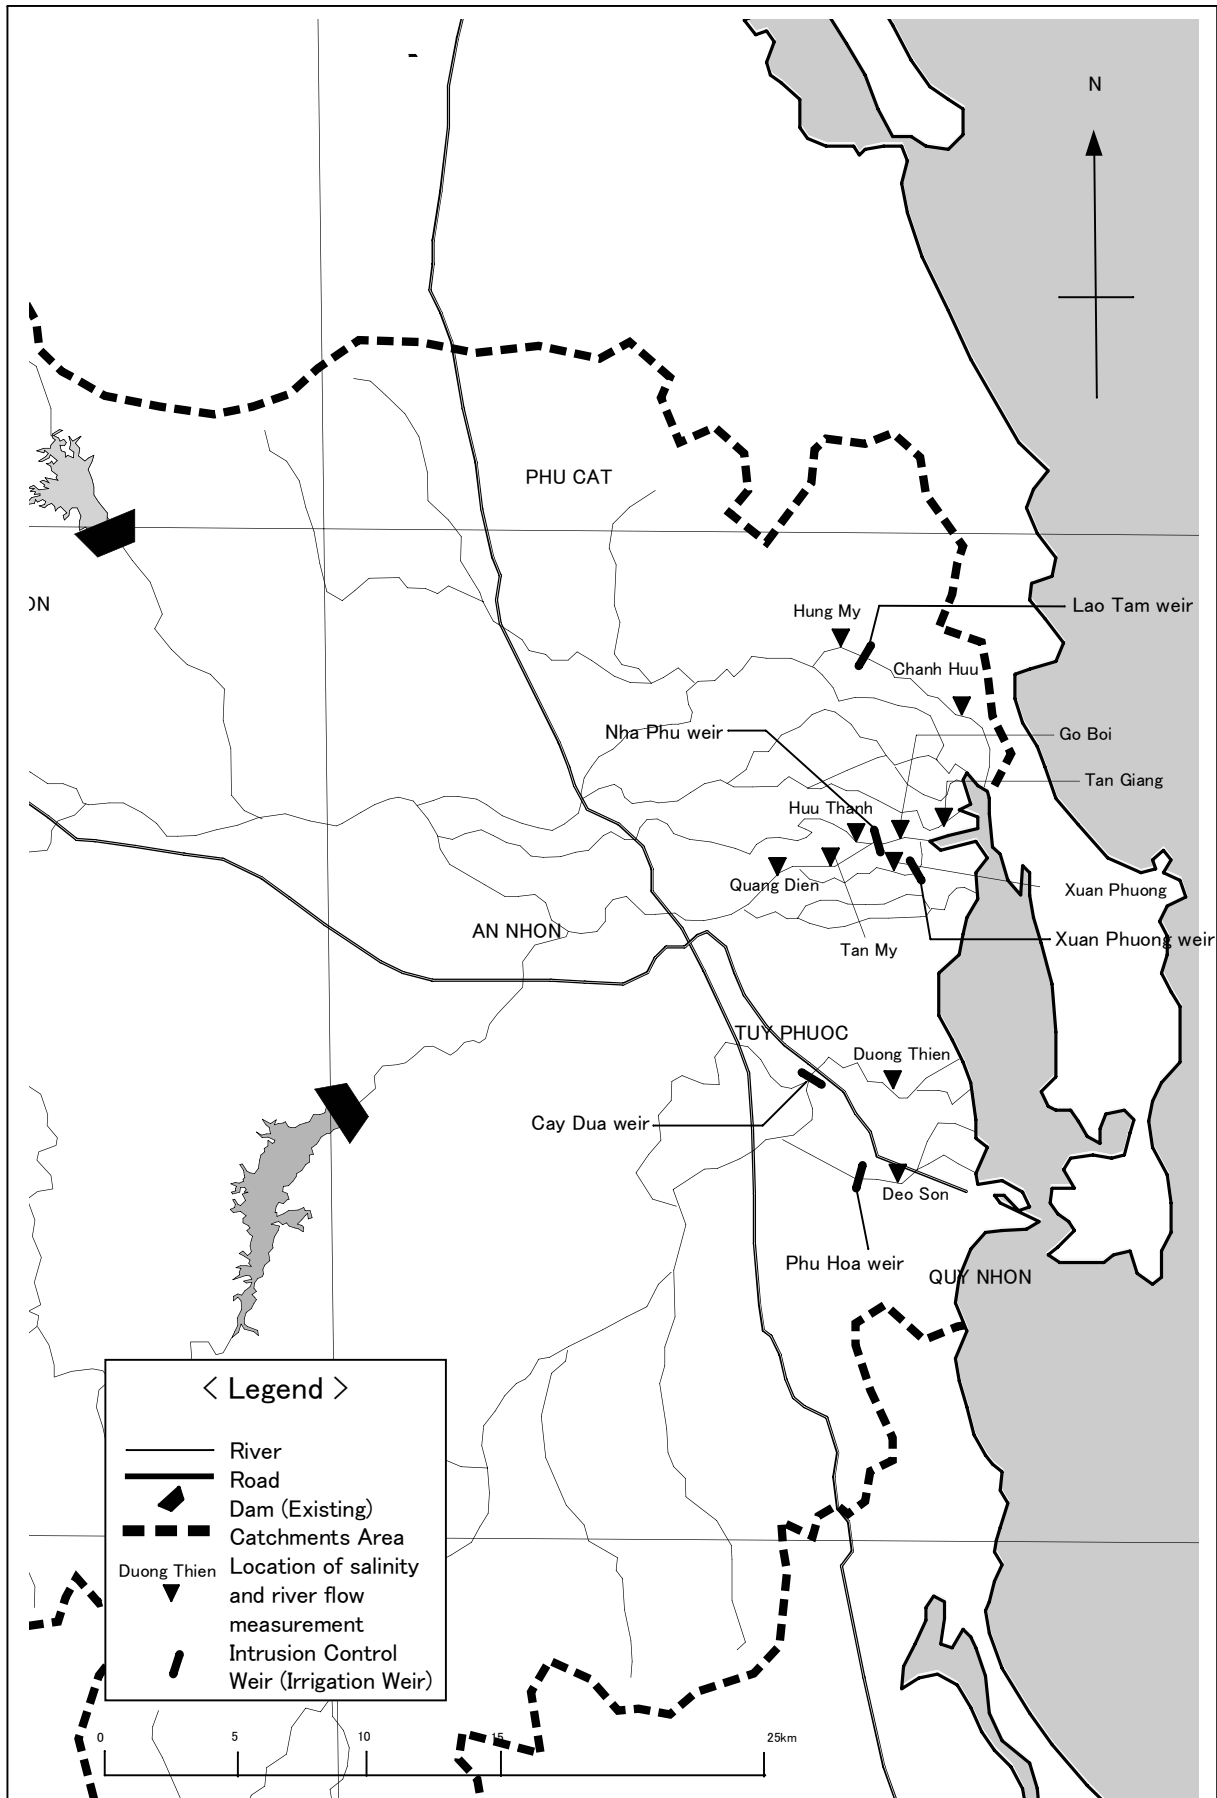 N
PHU CAT
ON
Hung My
Lao Tam weir
Chanh Huu
Nha Phu weir
Go Boi
Tan Giang
Huu Thanh
Quang Dien
Xuan Phuong
AN NHON
Xuan Phuong weir
Tan My
TUY PHUOC
Duong Thien
Cay Dua weir
Deo Son
Phu Hoa weir
QUY NHON
< Legend >
River
Road
Dam (Existing)
Catchments Area
Duong Thien
Location of salinity
and river flow
measurement
Intrusion Control
Weir (Irrigation Weir)
0 5 10 15 25km